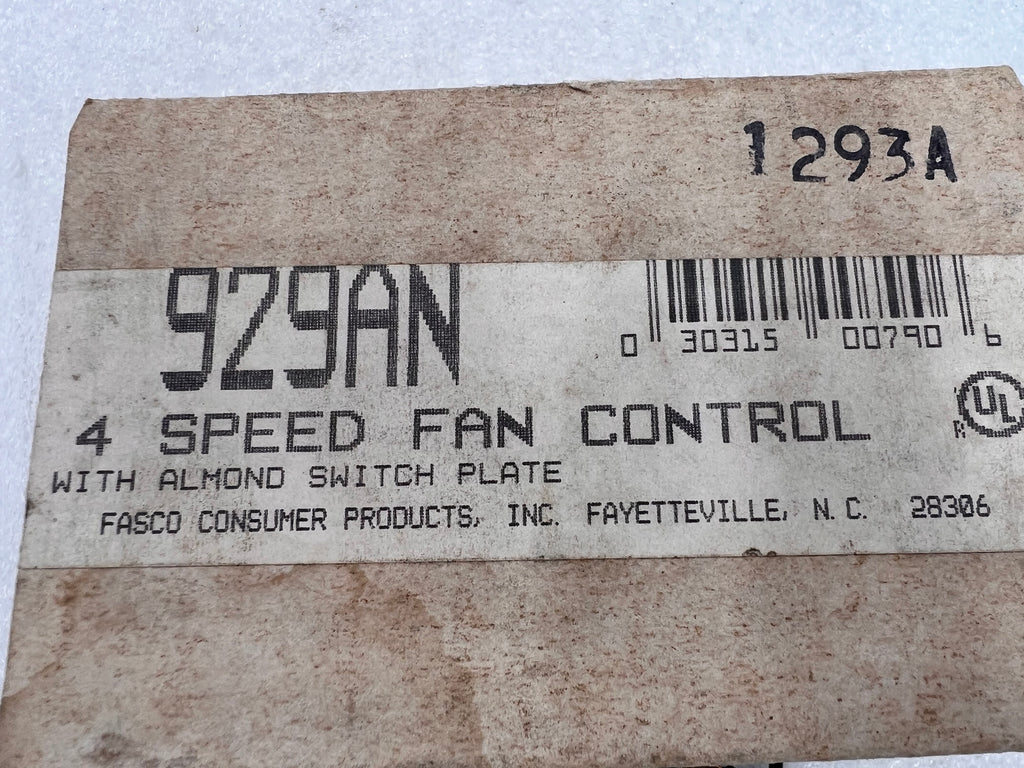 1293A
929AN
0 30315 00790 6
4 SPEED FAN CONTROL
UL
R
WITH ALMOND SWITCH PLATE
FASCO CONSUMER PRODUCTS, INC. FAYETTEVILLE, N. C. 28306